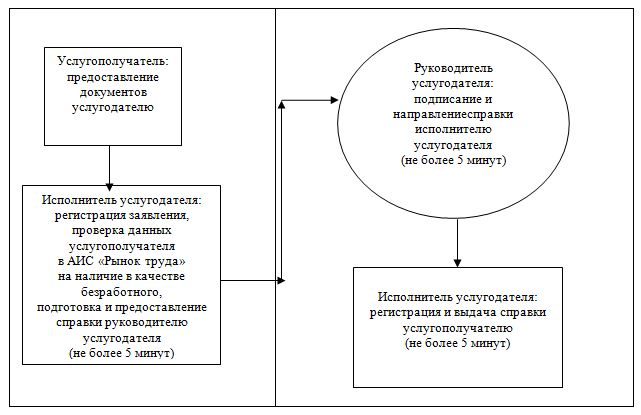 Услугополучатель:
предоставление
документов
услугодателю
Исполнитель услугодателя:
регистрация заявления,
проверка данных
услугополучателя
в АИС «Рынок труда»
на наличие в качестве
безработного,
подготовка и предоставление
справки руководителю
услугодателя
(не более 5 минут)
Руководитель
услугодателя:
подписание и
направлениесправки
исполнителю
услугодателя
(не более 5 минут)
Исполнитель услугодателя:
регистрация и выдача справки
услугополучателю
(не более 5 минут)